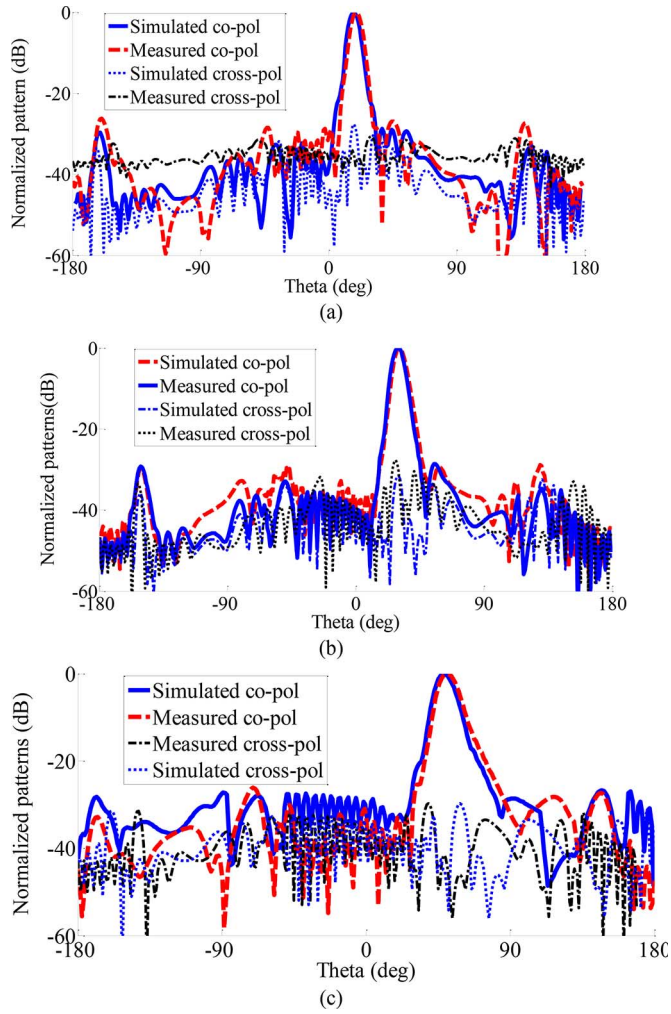 Normalized pattern (dB)
0
-20
-40
-60
Simulated co-pol
Measured co-pol
Simulated cross-pol
Measured cross-pol
-180
-90
0
90
180
Theta (deg)
(a)
Normalized patterns(dB)
0
-20
-40
-60
Simulated co-pol
Measured co-pol
Simulated cross-pol
Measured cross-pol
-180
-90
0
90
180
Theta (deg)
(b)
Normalized patterns (dB)
0
-20
-40
-60
Simulated co-pol
Measured co-pol
Measured cross-pol
Simulated cross-pol
-180
-90
0
90
180
Theta (deg)
(c)